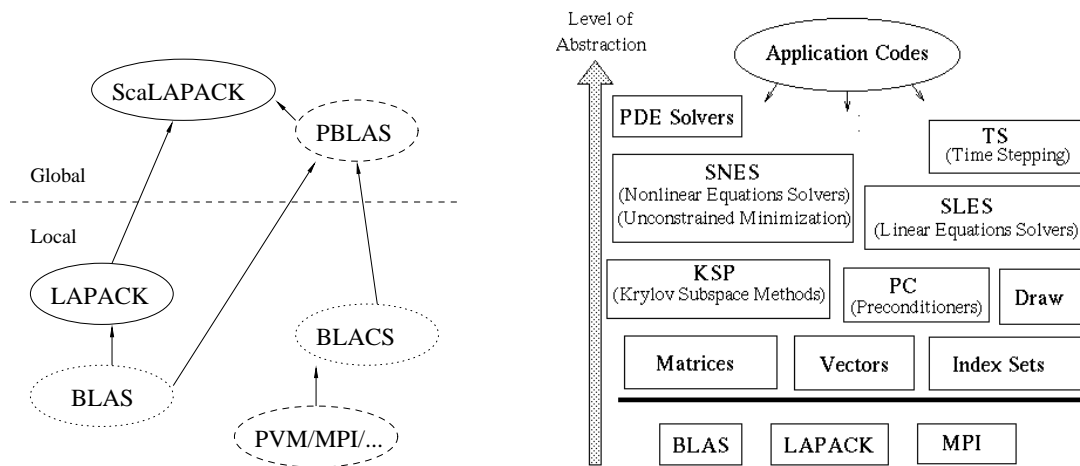 ScaLAPACK
PBLAS
Global
Local
LAPACK
BLACS
BLAS
PVM/MPI/...
Level of
Abstraction
Application Codes
PDE Solvers
TS
(Time Stepping)
SNES
(Nonlinear Equations Solvers)
(Unconstrained Minimization)
SLES
(Linear Equations Solvers)
KSP
(Krylov Subspace Methods)
PC
(Preconditioners)
Draw
Matrices
Vectors
Index Sets
BLAS
LAPACK
MPI